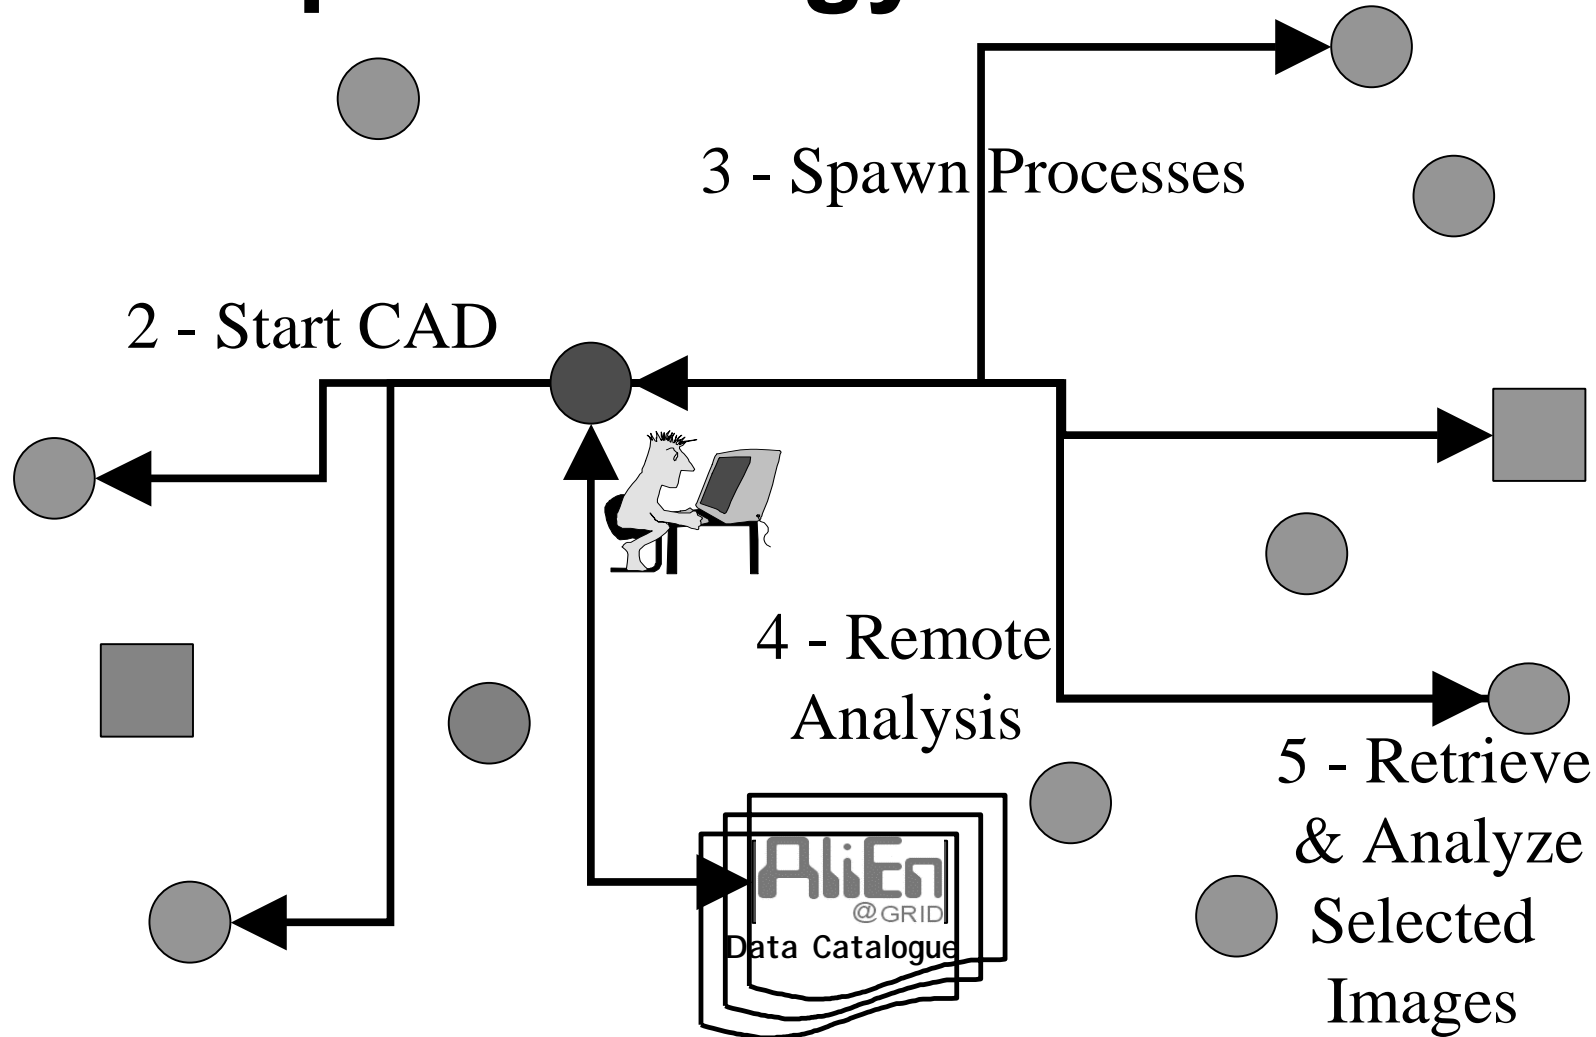 3 - Spawn Processes
2 - Start CAD
4 - Remote
Analysis
5 - Retrieve
& Analyze
Selected
Images
AliEn
@GRID
Data Catalogue